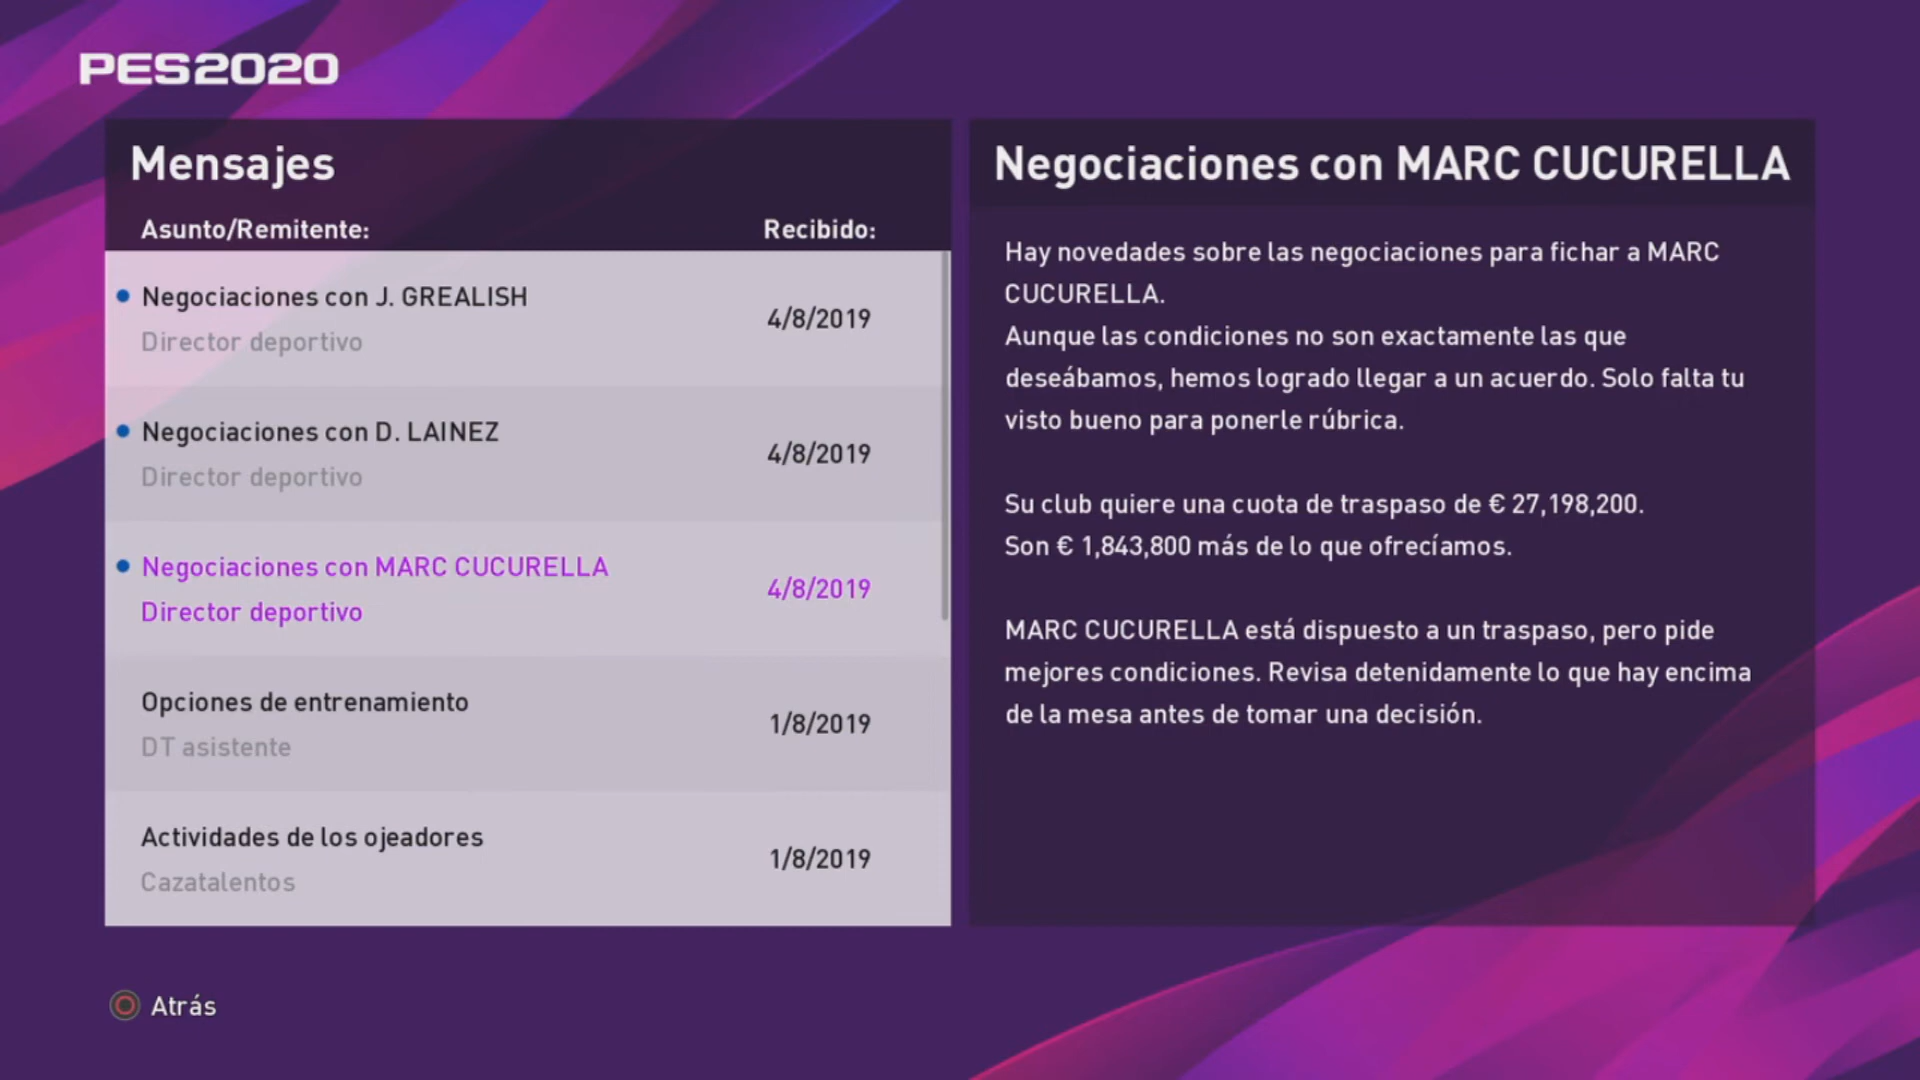 PES2020
Mensajes
Asunto/Remitente:
Recibido:
Negociaciones con J. GREALISH
Director deportivo
4/8/2019
Negociaciones con D. LAINEZ
Director deportivo
4/8/2019
Negociaciones con MARC CUCURELLA
Director deportivo
4/8/2019
Opciones de entrenamiento
DT asistente
1/8/2019
Actividades de los ojeadores
Cazatalentos
1/8/2019
Negociaciones con MARC CUCURELLA
Hay novedades sobre las negociaciones para fichar a MARC
CUCURELLA.
Aunque las condiciones no son exactamente las que
deseábamos, hemos logrado llegar a un acuerdo. Solo falta tu
visto bueno para ponerle rúbrica.
Su club quiere una cuota de traspaso de € 27,198,200.
Son € 1,843,800 más de lo que ofrecíamos.
MARC CUCURELLA está dispuesto a un traspaso, pero pide
mejores condiciones. Revisa detenidamente lo que hay encima
de la mesa antes de tomar una decisión.
Atrás